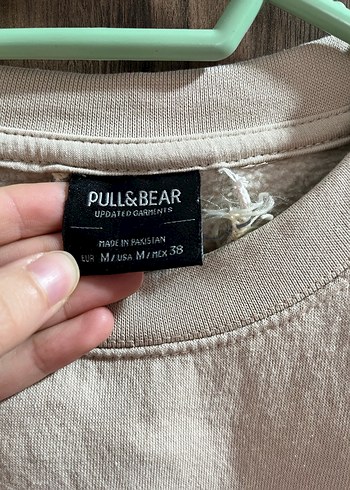 PULL&BEAR
UPDATED GARMENTS
MADE IN PAKISTAN
EUR M/USA M/MEX 38